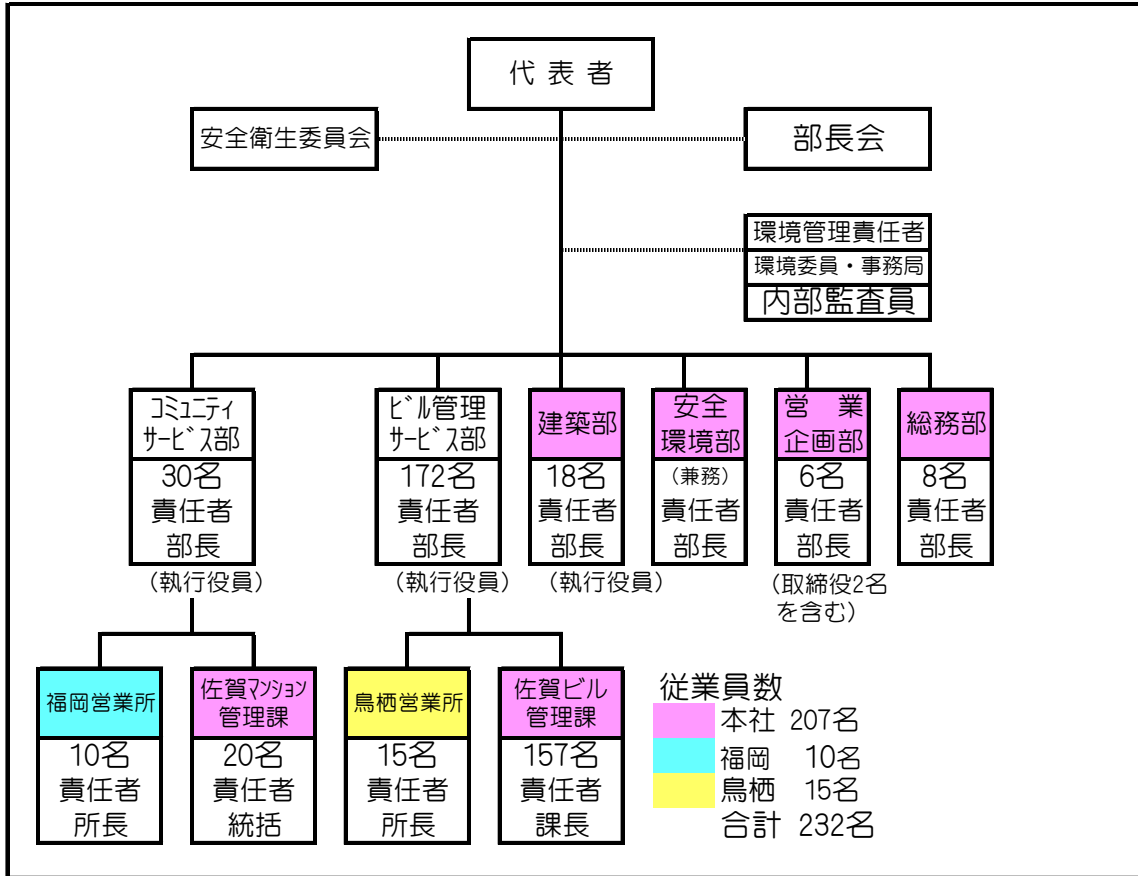 代表者
安全衛生委員会
部長会
環境管理責任者
環境委員・事務局
内部監査員
ｺﾐｭﾆﾃｨ
ｻｰﾋﾞｽ部
30名
責任者
部長
(執行役員)
ﾋﾞﾙ管理
ｻｰﾋﾞｽ部
172名
責任者
部長
(執行役員)
建築部
18名
責任者
部長
(執行役員)
安全
環境部
(兼務)
責任者
部長
営　業
企画部
6名
責任者
部長
(取締役2名
を含む)
総務部
8名
責任者
部長
福岡営業所
10名
責任者
所長
佐賀ﾏﾝｼｮﾝ
管理課
20名
責任者
統括
鳥栖営業所
15名
責任者
所長
佐賀ビル
管理課
157名
責任者
課長
従業員数
本社 207名
福岡 10名
鳥栖 15名
合計 232名